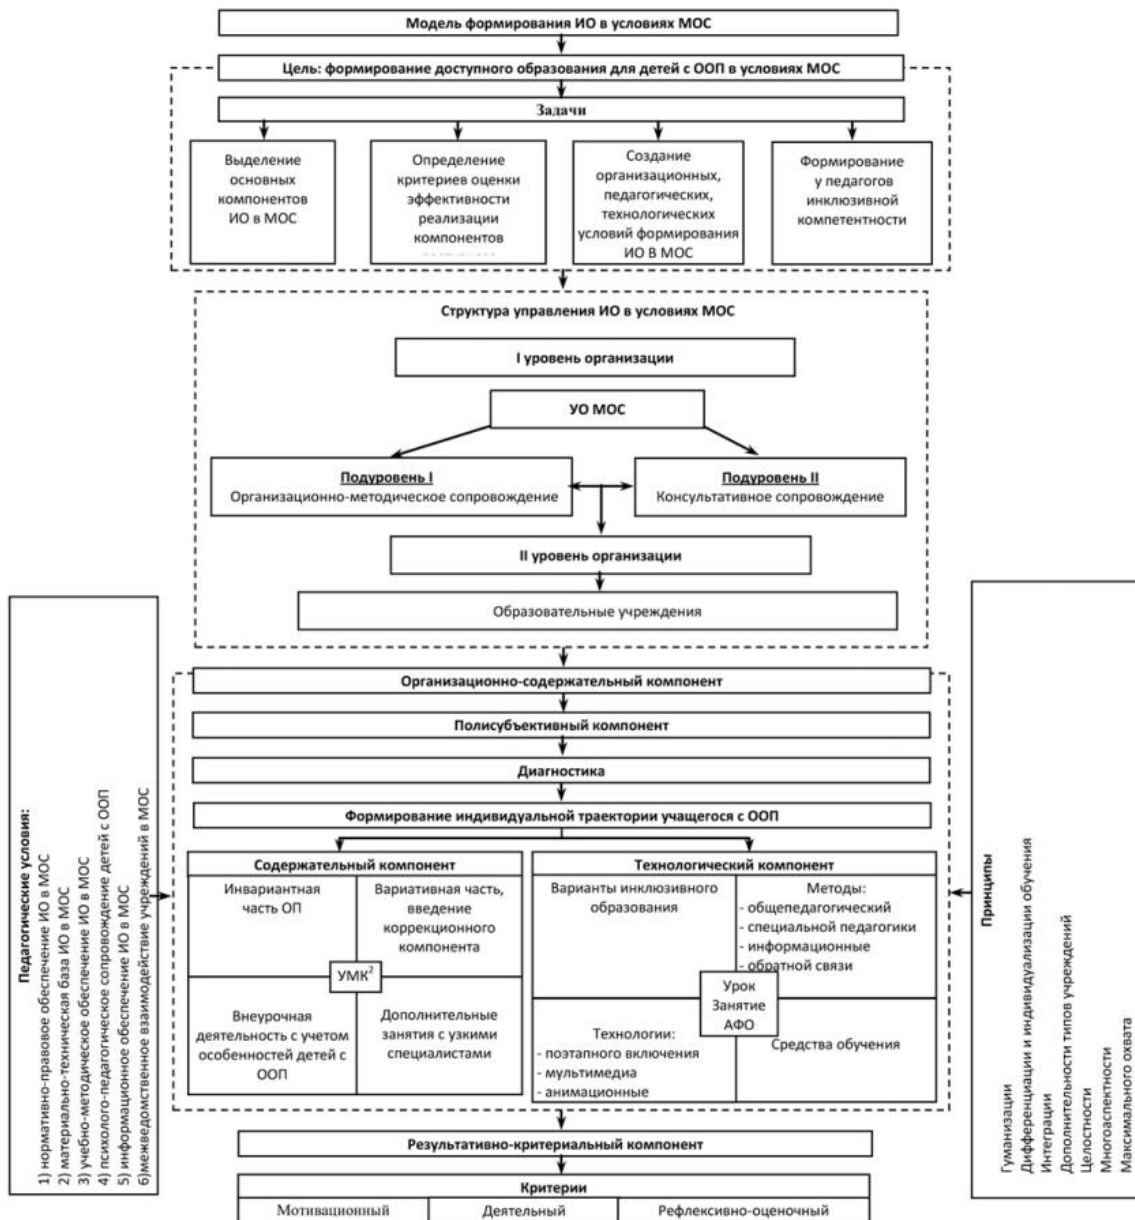 Модель формирования ИО в условиях МОС
Цель: формирование доступного образования для детей с ООП в условиях МОС
Задачи
Выделение
основных
компонентов
ИО в МОС
Определение
критериев оценки
эффективности
реализации
компонентов
Создание
организационных,
педагогических,
технологических
условий формирования
ИО В МОС
Формирование
у педагогов
инклюзивной
компетентности
Структура управления ИО в условиях МОС
I уровень организации
УО МОС
Подуровень I
Организационно-методическое сопровождение
Подуровень II
Консультативное сопровождение
II уровень организации
Образовательные учреждения
Педагогические условия:
1) нормативно-правовое обеспечение ИО в МОС
2) материально-техническая база ИО в МОС
3) учебно-методическое обеспечение ИО в МОС
4) психолого-педагогическое сопровождение детей с ООП
5) информационное обеспечение ИО в МОС
6)межведомственное взаимодействие учреждений в МОС
Организационно-содержательный компонент
Полисубъективный компонент
Диагностика
Формирование индивидуальной траектории учащегося с ООП
Содержательный компонент
Инвариантная
часть ОП
Вариативная часть,
введение
коррекционного
компонента
УМК²
Внеурочная
деятельность с учетом
особенностей детей с
ООП
Дополнительные
занятия с узкими
специалистами
Технологический компонент
Варианты инклюзивного
образования
Методы:
- общепедагогический
- специальной педагогики
- информационные
- обратной связи
Урок
Занятие
АФО
Технологии:
- поэтапного включения
- мультимедиа
- анимационные
Средства обучения
Принципы
Гуманизации
Дифференциации и индивидуализации обучения
Интеграции
Дополнительности типов учреждений
Целостности
Многоаспектности
Максимального охвата
Результативно-критериальный компонент
Критерии
Мотивационный
Деятельный
Рефлексивно-оценочный